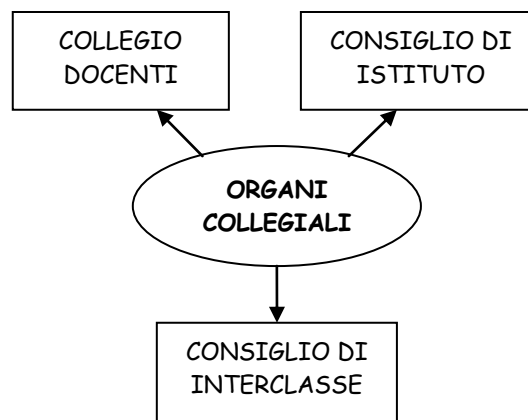 COLLEGIO
DOCENTI
CONSIGLIO DI
ISTITUTO
ORGANI
COLLEGIALI
CONSIGLIO DI
INTERCLASSE